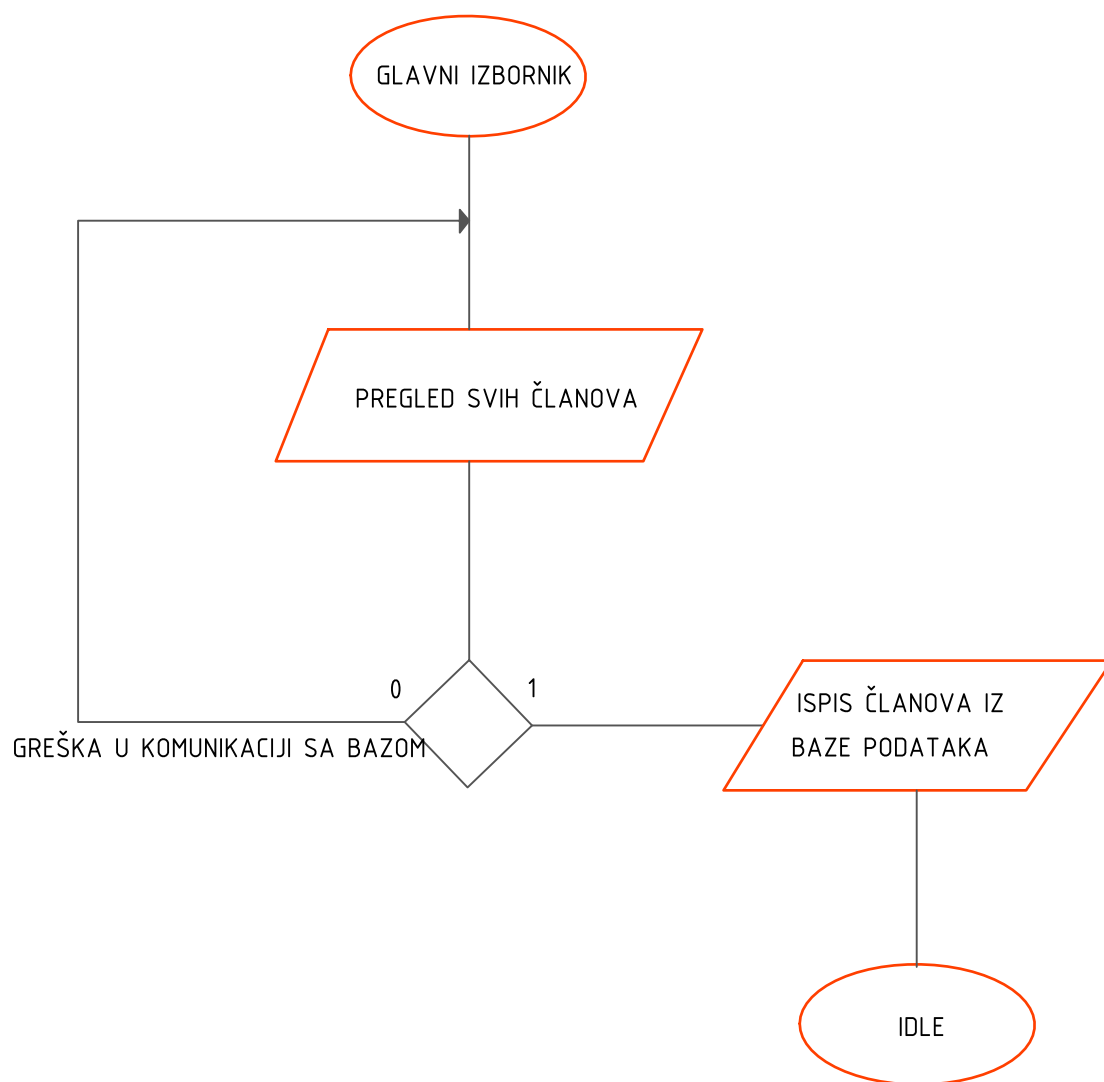 GLAVNI IZBORNIK
PREGLED SVIH ČLANOVA
0
1
GREŠKA U KOMUNIKACIJI SA BAZOM
ISPIS ČLANOVA IZ
BAZE PODATAKA
IDLE